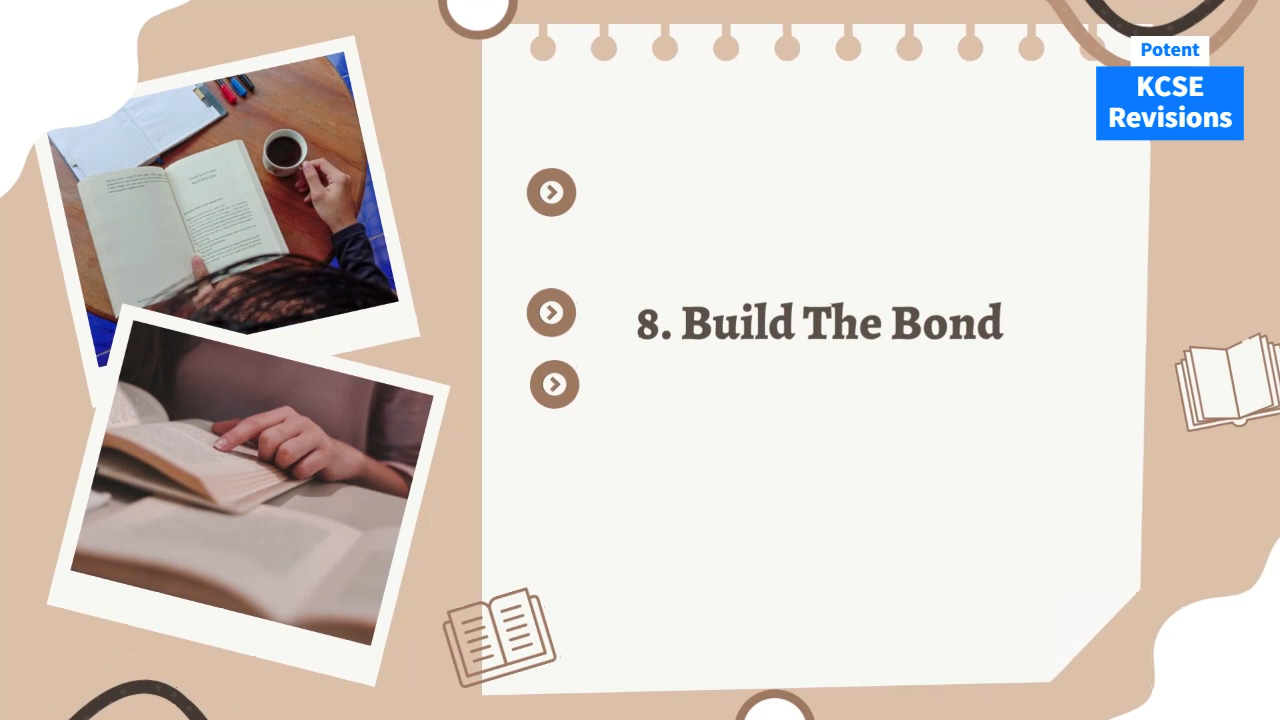 Potent
KCSE
Revisions
8. Build The Bond